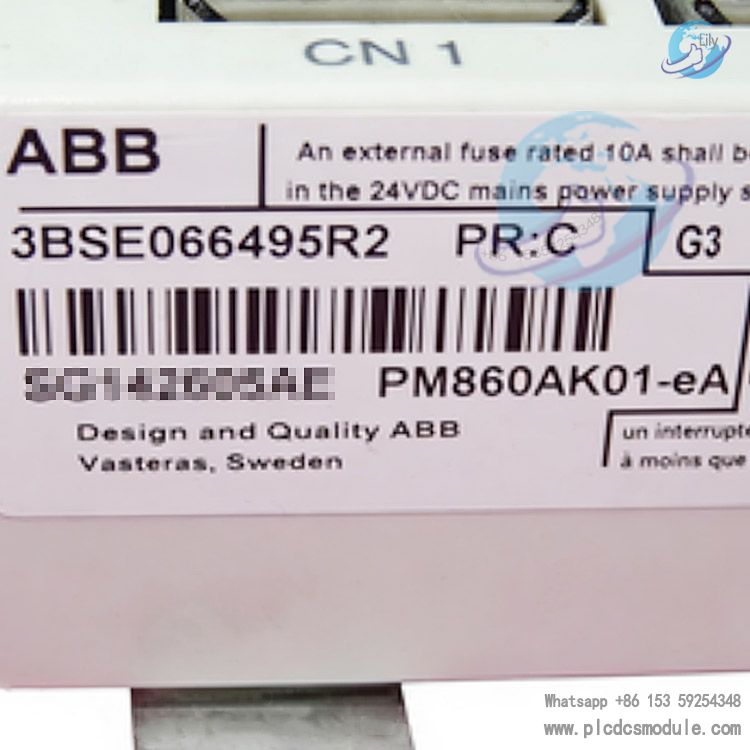 CN 1
Eily
ABB
An external fuse rated 10A shall b
in the 24VDC mains power supply s
3BSE066495R2 PR:C G3
PM860AK01-eA
Design and Quality ABB
Vasteras, Sweden
un interrupte
à moins que
Whatsapp +86 153 59254348
www.plcdcsmodule.com